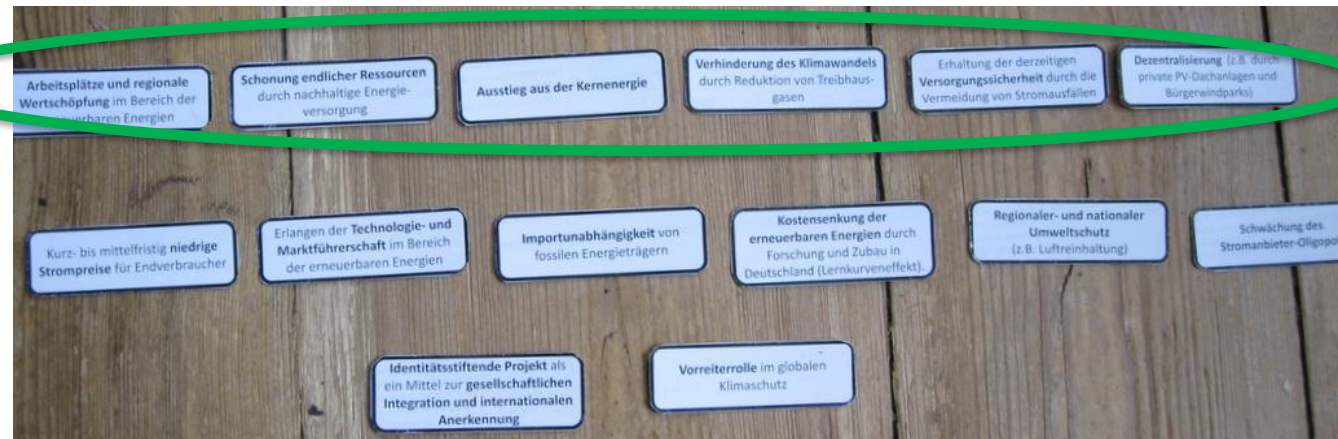 Arbeitsplätze und regionale
Wertschöpfung im Bereich der
erneuerbaren Energien
Schonung endlicher Ressourcen
durch nachhaltige Energie-
versorgung
Ausstieg aus der Kernenergie
Verhinderung des Klimawandels
durch Reduktion von Treibhaus-
gasen
Erhaltung der derzeitigen
Versorgungssicherheit durch die
Vermeidung von Stromausfällen
Dezentralisierung (z.B. durch
private PV-Dachanlagen und
Bürgerwindparks)
Kurz- bis mittelfristig niedrige
Strompreise für Endverbraucher
Erlangen der Technologie- und
Marktführerschaft im Bereich
der erneuerbaren Energien
Importunabhängigkeit von
fossilen Energieträgern
Kostensenkung der
erneuerbaren Energien durch
Forschung und Zubau in
Deutschland (Lernkurveneffekt).
Regionaler- und nationaler
Umweltschutz
(z.B. Luftreinhaltung)
Schwächung des
Stromanbieter-Oligopols
Identitätsstiftende Projekt als
ein Mittel zur gesellschaftlichen
Integration und internationalen
Anerkennung
Vorreiterrolle im globalen
Klimaschutz